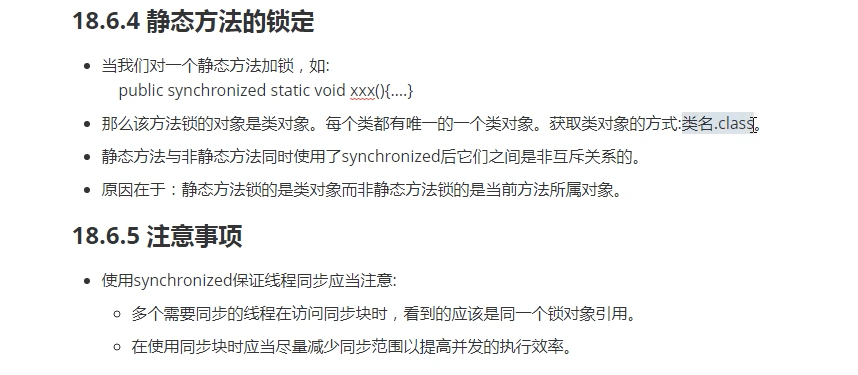 18.6.4 静态方法的锁定
当我们对一个静态方法加锁，如:
public synchronized static void xxx(){....}
那么该方法锁的对象是类对象。每个类都有唯一的一个类对象。获取类对象的方式:类名.class。
静态方法与非静态方法同时使用了synchronized后它们之间是非互斥关系的。
原因在于：静态方法锁的是类对象而非静态方法锁的是当前方法所属对象。
18.6.5 注意事项
使用synchronized保证线程同步应当注意:
多个需要同步的线程在访问同步块时，看到的应该是同一个锁对象引用。
在使用同步块时应当尽量减少同步范围以提高并发的执行效率。